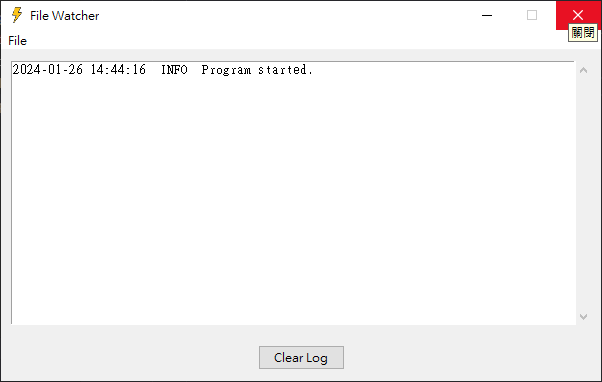 File Watcher
關閉
File
2024-01-26 14:44:16  INFO  Program started.
Clear Log